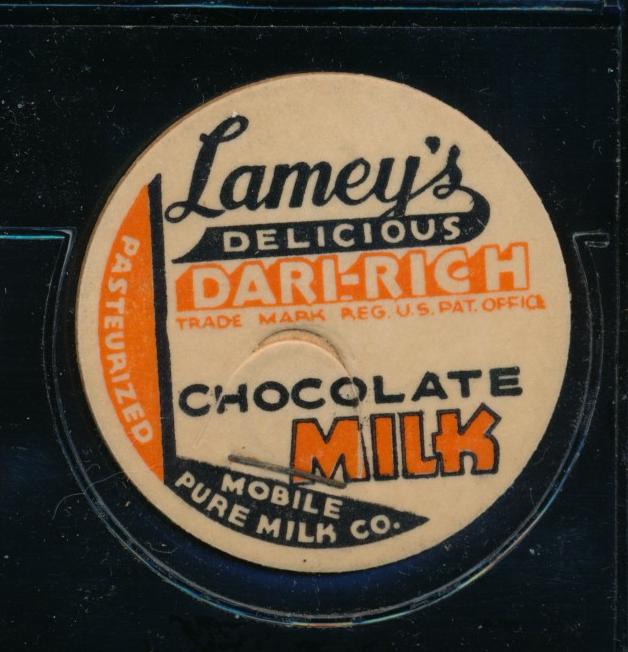 Lamey's
DELICIOUS
DARI-RICH
TRADE MARK REG. U.S. PAT. OFFICE
PASTEURIZED
CHOCOLATE
MILK
MOBILE
PURE MILK CO.